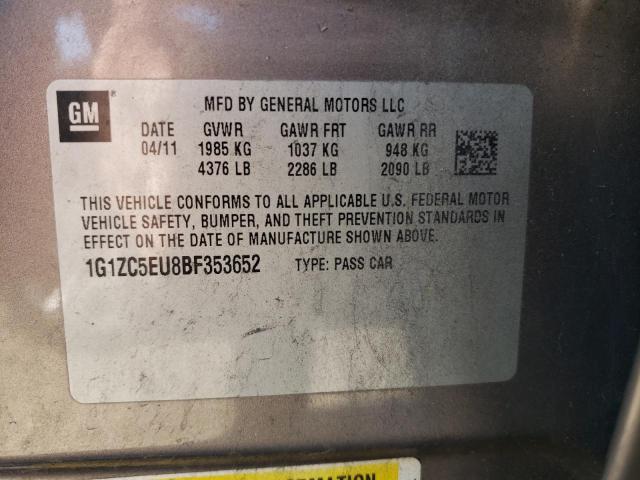 GM ® MFD BY GENERAL MOTORS LLC
DATE GVWR GAWR FRT GAWR RR
04/11 1985 KG 1037 KG 948 KG
4376 LB 2286 LB 2090 LB
THIS VEHICLE CONFORMS TO ALL APPLICABLE U.S. FEDERAL MOTOR
VEHICLE SAFETY, BUMPER, AND THEFT PREVENTION STANDARDS IN
EFFECT ON THE DATE OF MANUFACTURE SHOWN ABOVE.
1G1ZC5EU8BF353652 TYPE: PASS CAR